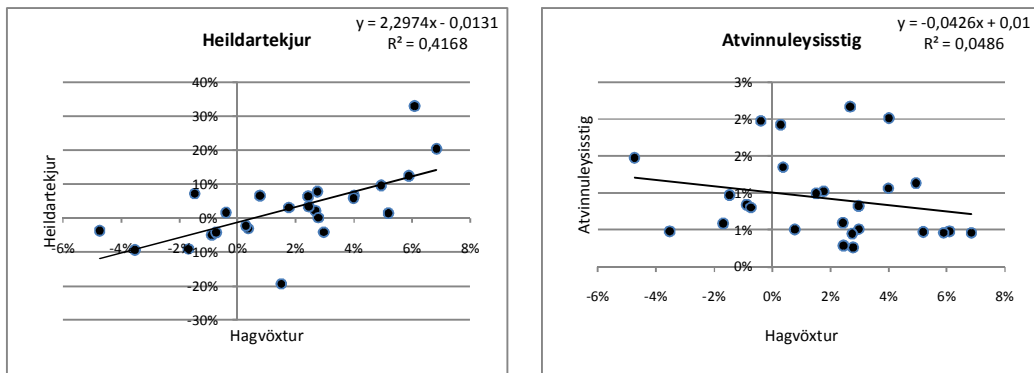 y = 2,2974x - 0,0131
R² = 0,4168
Heildartekjur
40%
30%
20%
10%
0%
-6% -4% -2% 0% 2% 4% 6% 8%
-10%
-20%
-30%
Heildartekjur
Hagvöxtur
y = -0,0426x + 0,01
R² = 0,0486
Atvinnuleysisstig
3%
2%
2%
1%
1%
0%
-6% -4% -2% 0% 2% 4% 6% 8%
Atvinnuleysisstig
Hagvöxtur